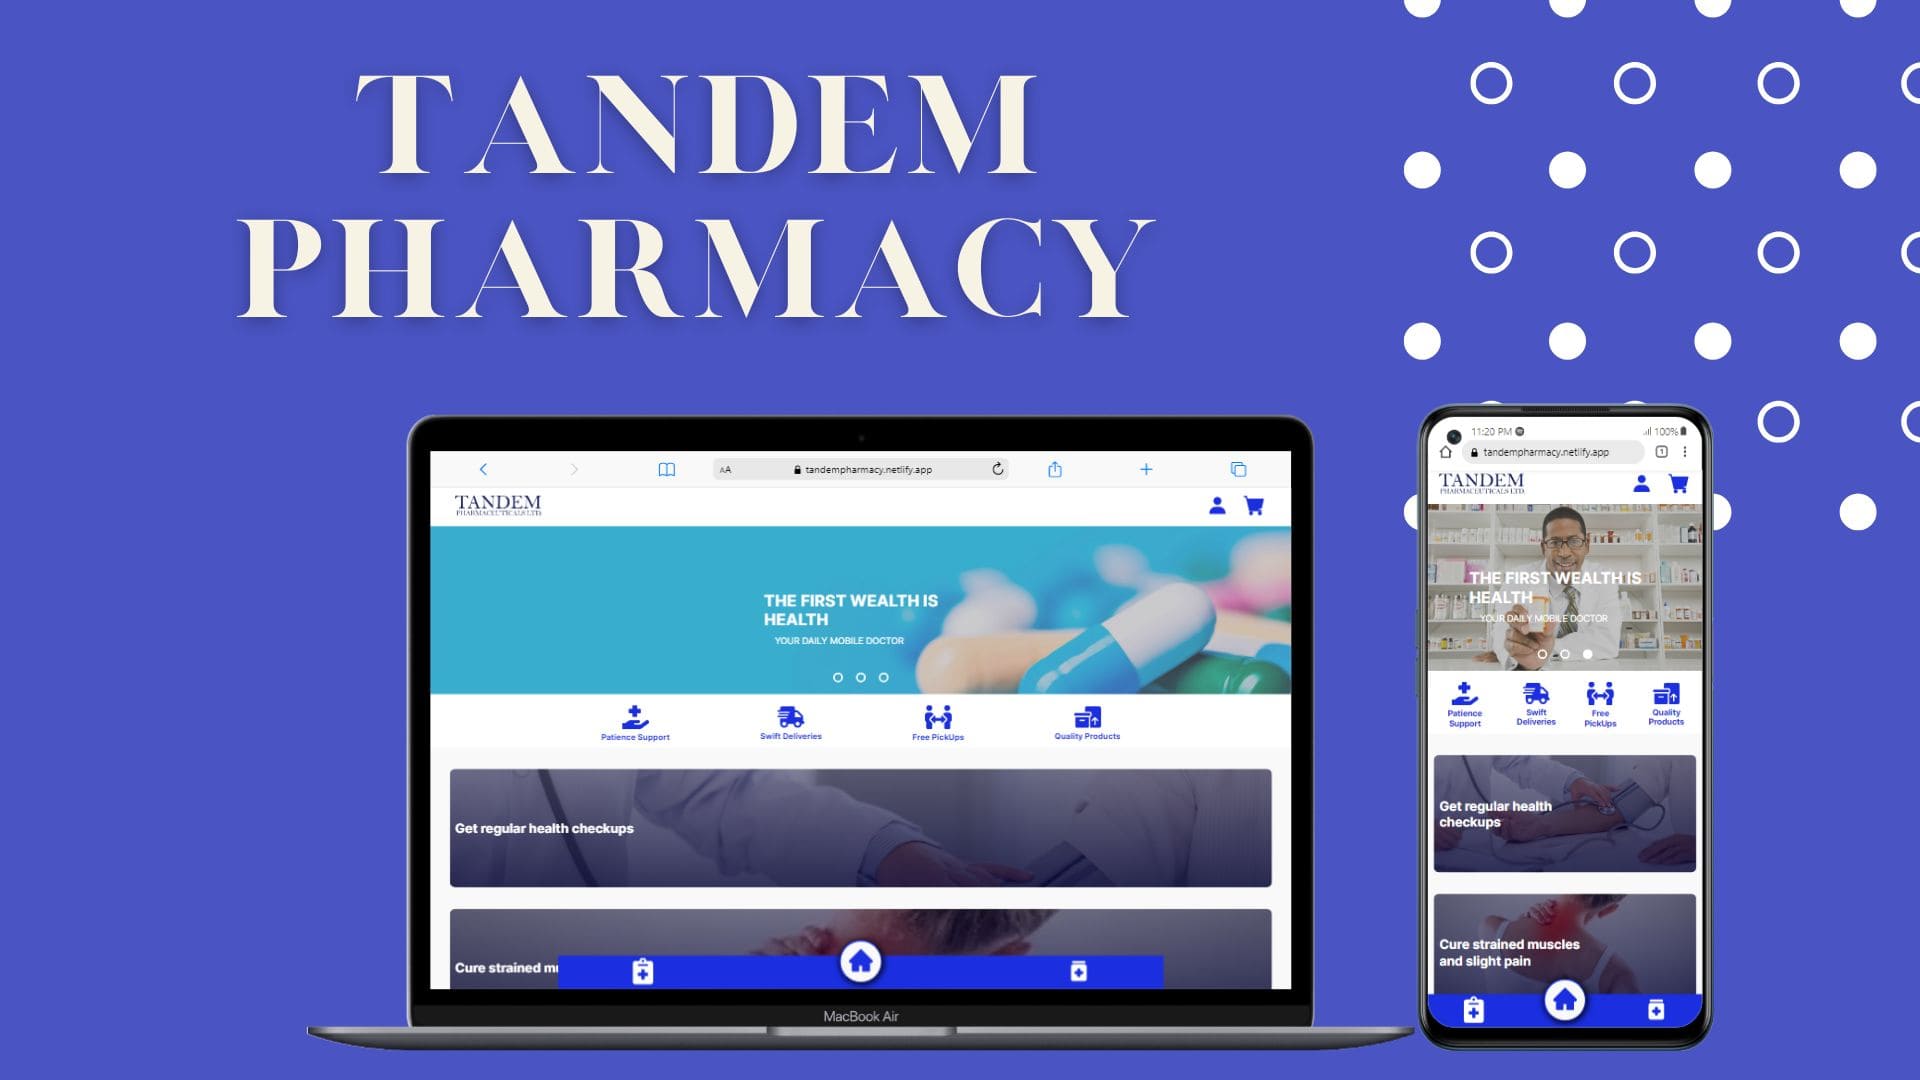 TANDEM
PHARMACY
AA
tandempharmacy.netlify.app
TANDEM
PHARMACEUTICALS LTD.
THE FIRST WEALTH IS
HEALTH
YOUR DAILY MOBILE DOCTOR
Patience Support
Swift Deliveries
Free PickUps
Quality Products
Get regular health checkups
Cure strained mu
MacBook Air
11:20 PM
100%
tandempharmacy.netlify.app
1
TANDEM
PHARMACEUTICALS LTD.
THE FIRST WEALTH IS
HEALTH
YOUR DAILY MOBILE DOCTOR
Patience
Support
Swift
Deliveries
Free
PickUps
Quality
Products
Get regular health
checkups
Cure strained muscles
and slight pain